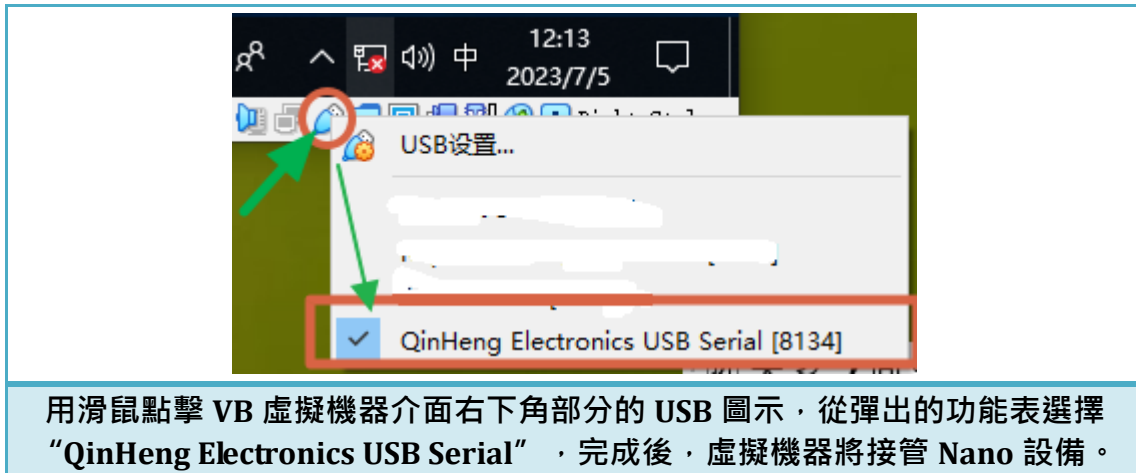 中
12:13
2023/7/5
USB设置...
QinHeng Electronics USB Serial [8134]
用滑鼠點擊 VB 虛擬機器介面右下角部分的 USB 圖示，從彈出的功能表選擇
“QinHeng Electronics USB Serial”，完成後，虛擬機器將接管 Nano 設備。